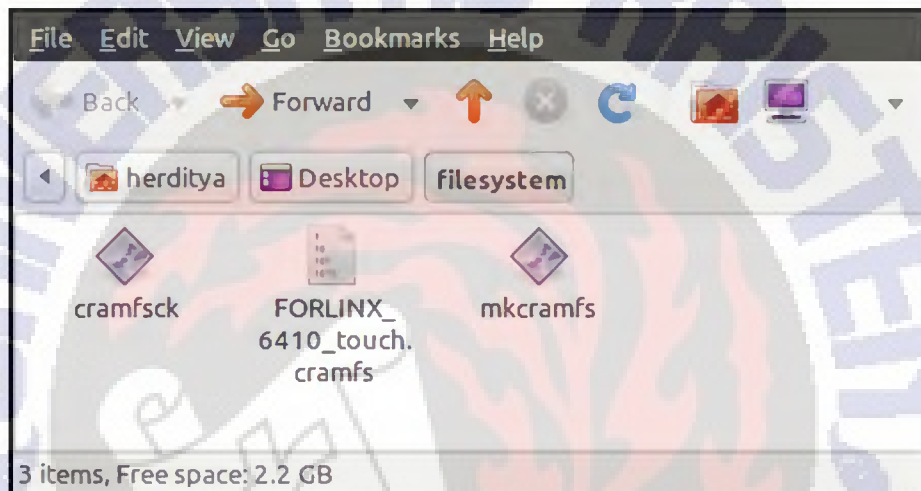 File Edit View Go Bookmarks Help
Back Forward
herditya Desktop filesystem
cramfsck FORLINX_ mkcramfs
6410_touch.
cramfs
3 items, Free space: 2.2 GB